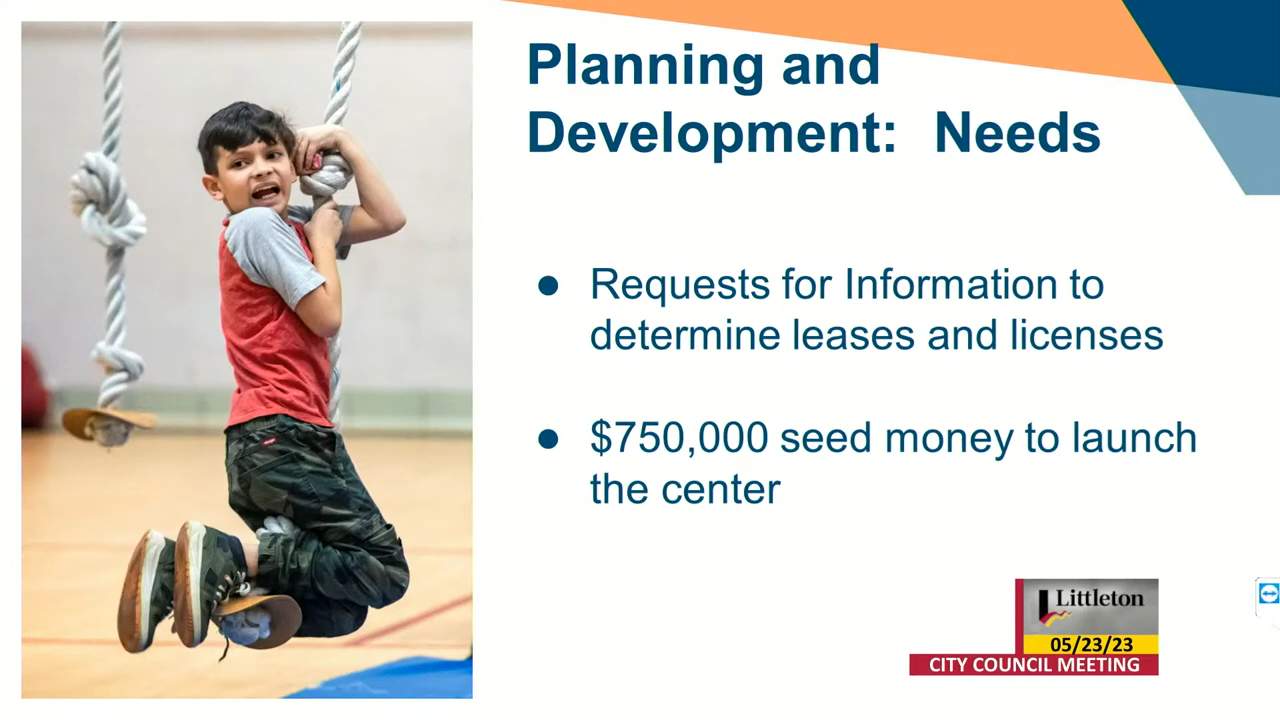 Planning and
Development: Needs
● Requests for Information to
determine leases and licenses
● $750,000 seed money to launch
the center
Littleton
05/23/23
CITY COUNCIL MEETING